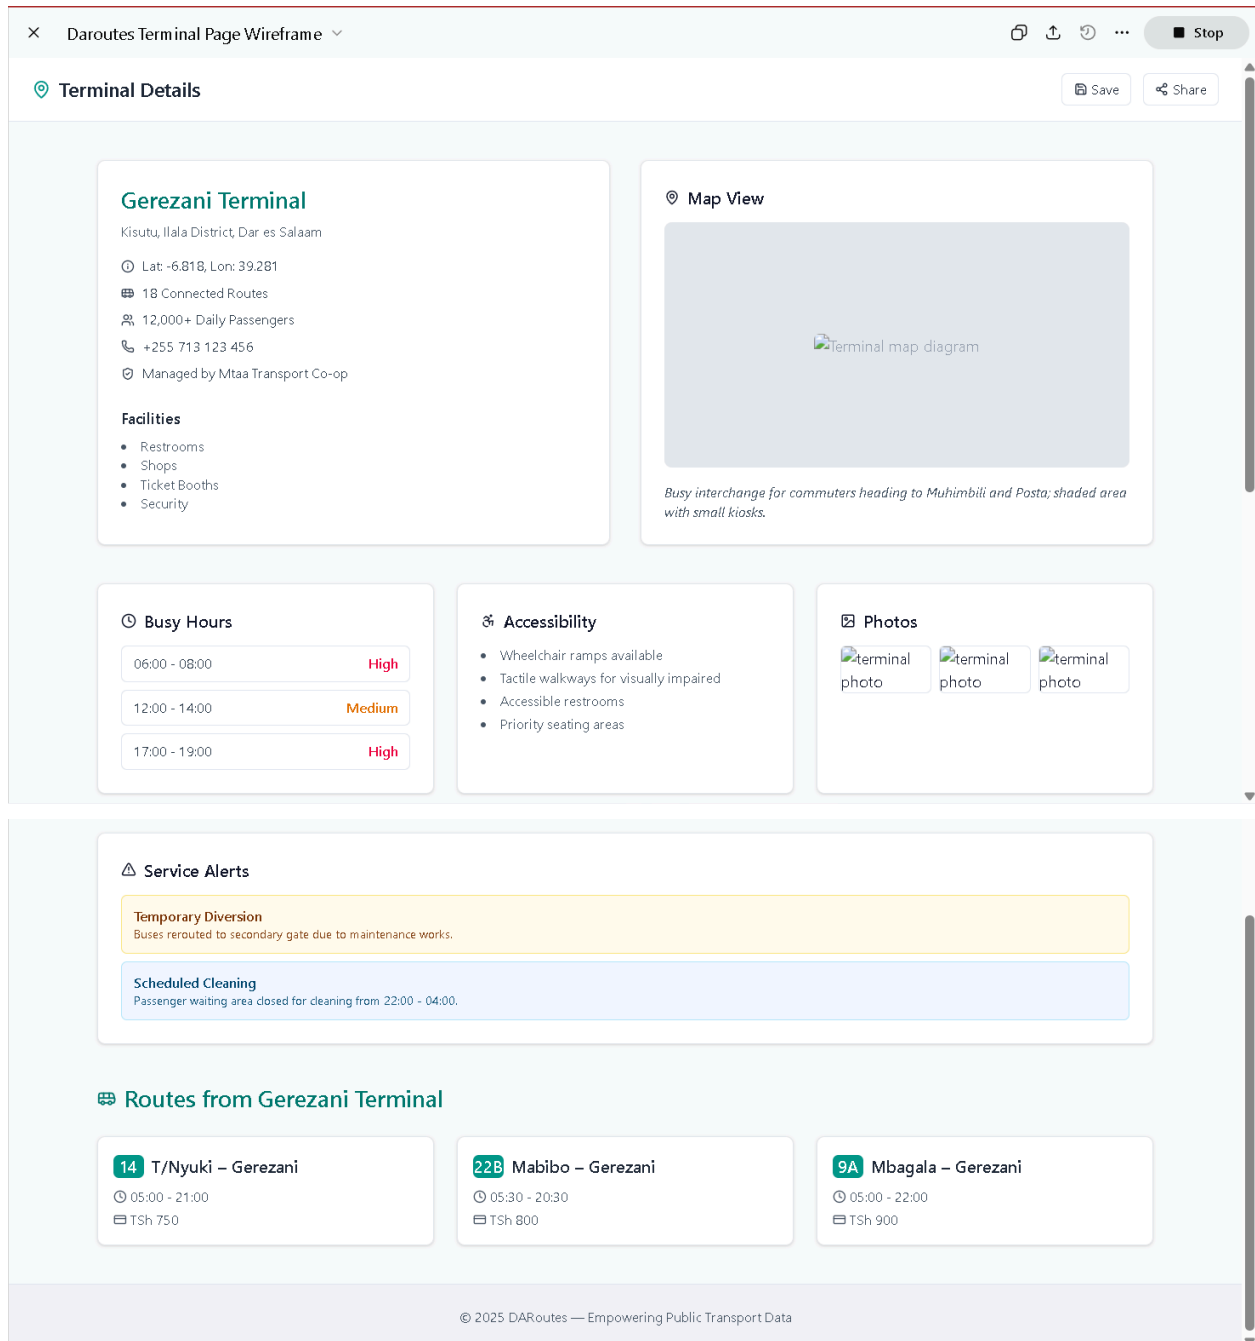 Daroutes Terminal Page Wireframe
Stop
Terminal Details
Save
Share
Gerezani Terminal
Kisutu, Ilala District, Dar es Salaam
Lat: -6.818, Lon: 39.281
18 Connected Routes
12,000+ Daily Passengers
+255 713 123 456
Managed by Mtaa Transport Co-op
Facilities
Restrooms
Shops
Ticket Booths
Security
Map View
Terminal map diagram
Busy interchange for commuters heading to Muhimbili and Posta; shaded area
with small kiosks.
Busy Hours
06:00 - 08:00 High
12:00 - 14:00 Medium
17:00 - 19:00 High
Accessibility
Wheelchair ramps available
Tactile walkways for visually impaired
Accessible restrooms
Priority seating areas
Photos
terminal
photo
terminal
photo
terminal
photo
Service Alerts
Temporary Diversion
Buses rerouted to secondary gate due to maintenance works.
Scheduled Cleaning
Passenger waiting area closed for cleaning from 22:00 - 04:00.
Routes from Gerezani Terminal
14 T/Nyuki – Gerezani
05:00 - 21:00
TSh 750
22B Mabibo – Gerezani
05:30 - 20:30
TSh 800
9A Mbagala – Gerezani
05:00 - 22:00
TSh 900
© 2025 DARoutes — Empowering Public Transport Data